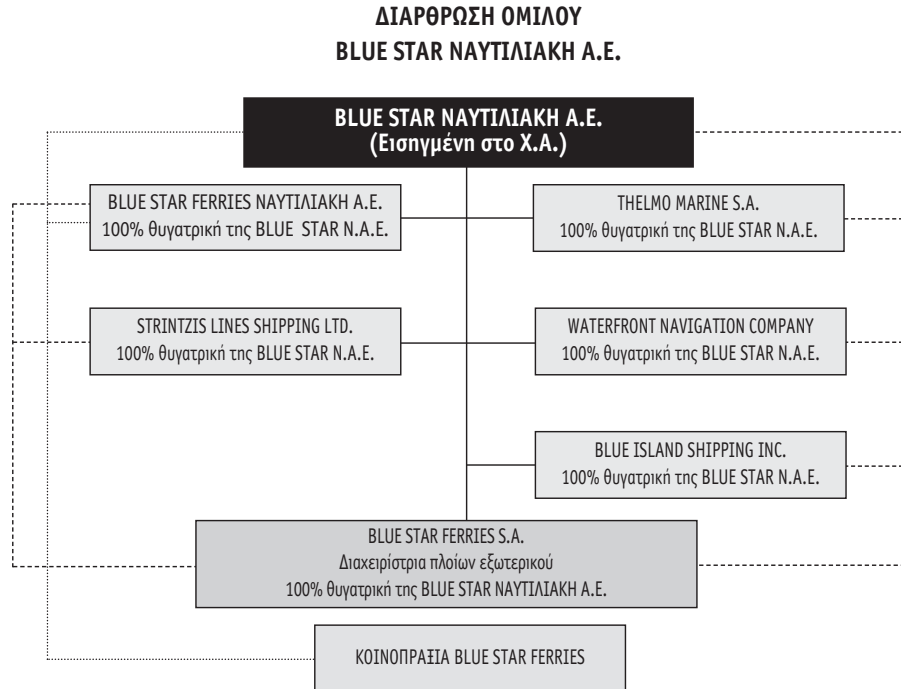 ΔΙΑΡΘΡΩΣΗ ΟΜΙΛΟΥ
BLUE STAR ΝΑΥΤΙΛΙΑΚΗ Α.Ε.
BLUE STAR ΝΑΥΤΙΛΙΑΚΗ Α.Ε.
(Εισηγμένη στο Χ.Α.)
BLUE STAR FERRIES ΝΑΥΤΙΛΙΑΚΗ Α.Ε.
100% θυγατρική της BLUE STAR Ν.Α.Ε.
THELMO MARINE S.A.
100% θυγατρική της BLUE STAR Ν.Α.Ε.
STRINTZIS LINES SHIPPING LTD.
100% θυγατρική της BLUE STAR Ν.Α.Ε.
WATERFRONT NAVIGATION COMPANY
100% θυγατρική της BLUE STAR Ν.Α.Ε.
BLUE ISLAND SHIPPING INC.
100% θυγατρική της BLUE STAR Ν.Α.Ε.
BLUE STAR FERRIES S.A.
Διαχειρίστρια πλοίων εξωτερικού
100% θυγατρική της BLUE STAR ΝΑΥΤΙΛΙΑΚΗ Α.Ε.
ΚΟΙΝΟΠΡΑΞΙΑ BLUE STAR FERRIES